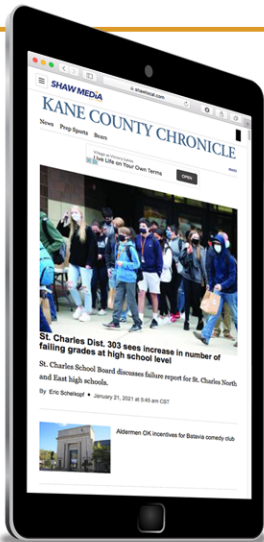 shawlocal.com
SHAW MEDIA
KANE COUNTY CHRONICLE
News Prep Sports Bears
Live Life on Your Own Terms
OPEN
St. Charles Dist. 303 sees increase in number of
failing grades at high school level
St. Charles School Board discusses failure report for St. Charles North
and East high schools.
By Eric Schelkopf • January 21, 2021 at 5:45 am CST
Aldermen OK incentives for Batavia comedy club